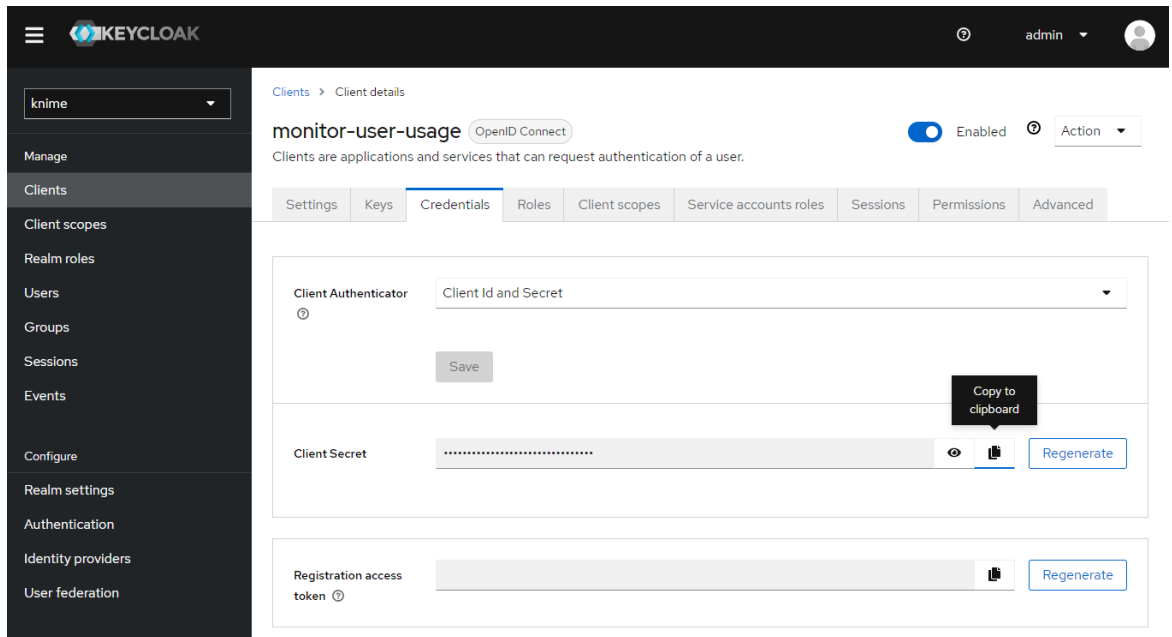 KEYCLOAK
admin
knime
Manage
Clients
Client scopes
Realm roles
Users
Groups
Sessions
Events
Configure
Realm settings
Authentication
Identity providers
User federation
Clients > Client details
monitor-user-usage OpenID Connect
Enabled
Action
Clients are applications and services that can request authentication of a user.
Settings Keys Credentials Roles Client scopes Service accounts roles Sessions Permissions Advanced
Client Authenticator
Client Id and Secret
Save
Copy to
clipboard
Client Secret
••••••••••••••••••••••••••••••••
Regenerate
Registration access
token
Regenerate